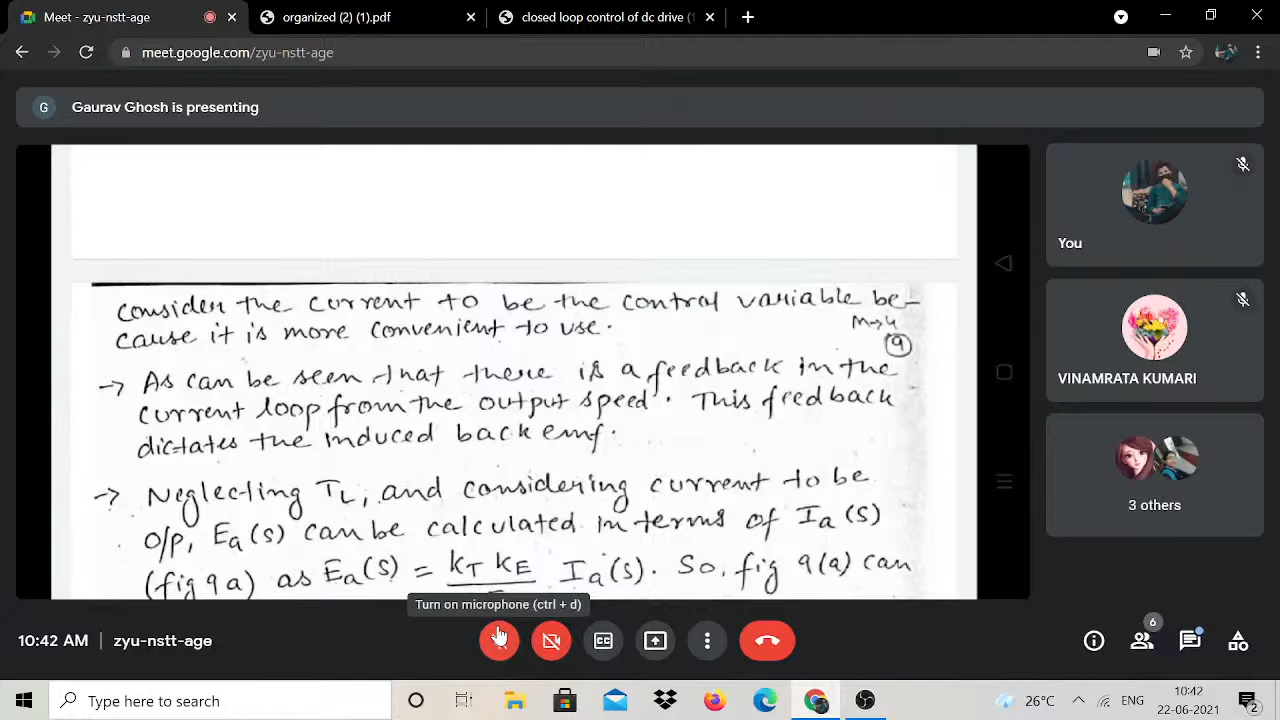 Meet - zyu-nstt-age
organized (2) (1).pdf
closed loop control of dc drive (1
meet.google.com/zyu-nstt-age
G Gaurav Ghosh is presenting
consider the current to be the control variable be-
cause it is more convenient to use.
9
→ As can be seen that there is a feedback in the
current loop from the output speed. This feedback
dictates the induced back emf.
→ Neglecting TL, and considering current to be
o/p, Ea(s) can be calculated in terms of Ia(s)
(fig 9a) as Ea(s) = KT KE Ia(s). So, fig 9(a) can
You
VINAMRATA KUMARI
3 others
Turn on microphone (ctrl + d)
10:42 AM | zyu-nstt-age
CC
6
Type here to search
26°C
ENG
10:42
22-06-2021
2